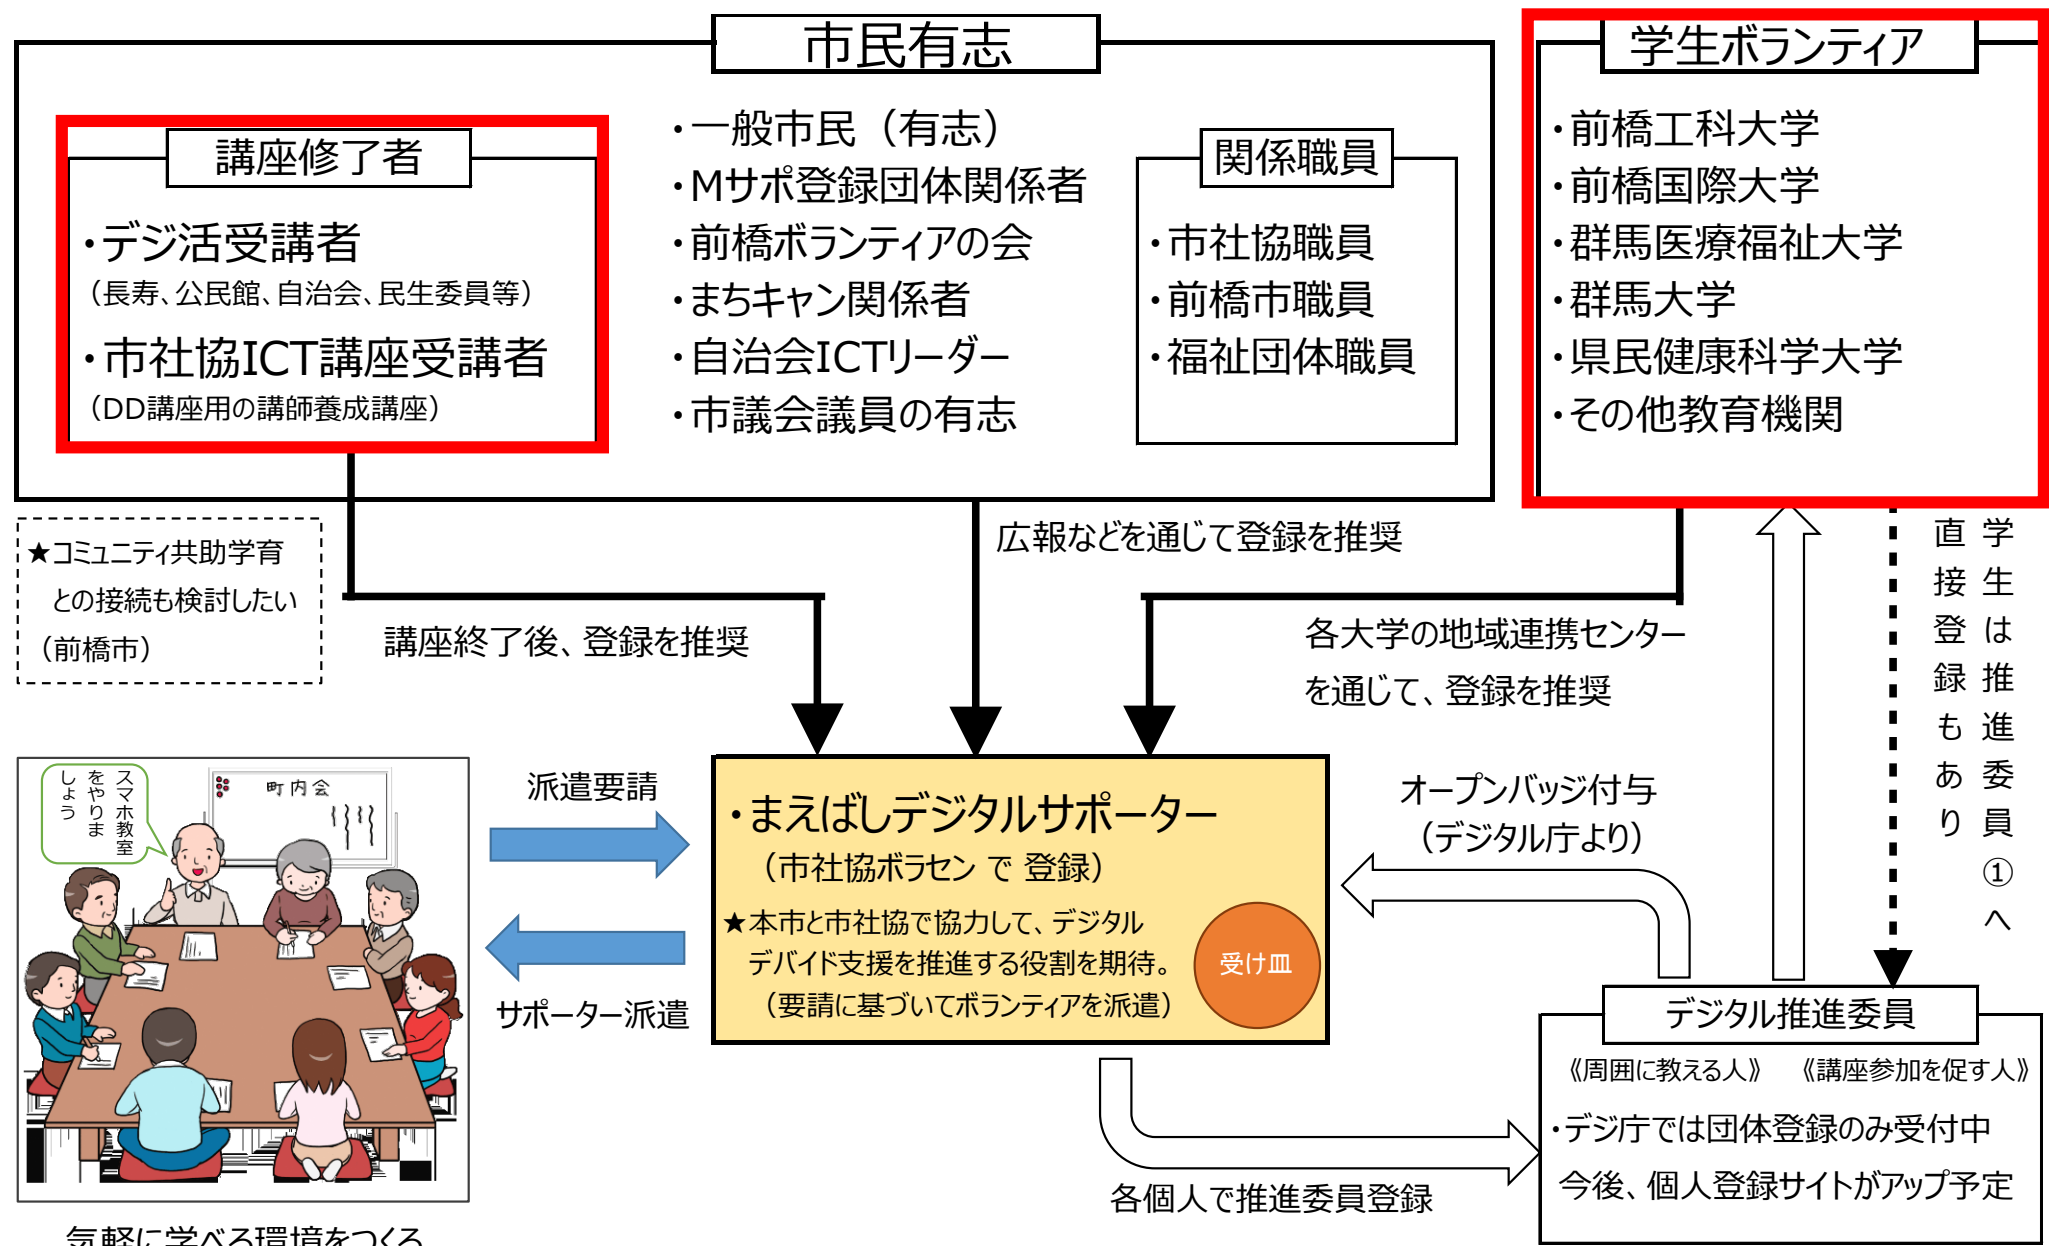 市民有志
講座修了者
・デジ活受講者
（長寿、公民館、自治会、民生委員等）
・市社協ICT講座受講者
（DD講座用の講師養成講座）
・一般市民（有志）
・Mサポ登録団体関係者
・前橋ボランティアの会
・まちキャン関係者
・自治会ICTリーダー
・市議会議員の有志
関係職員
・市社協職員
・前橋市職員
・福祉団体職員
学生ボランティア
・前橋工科大学
・前橋国際大学
・群馬医療福祉大学
・群馬大学
・県民健康科学大学
・その他教育機関
★コミュニティ共助学育
との接続も検討したい
（前橋市）
講座終了後、登録を推奨
広報などを通じて登録を推奨
各大学の地域連携センター
を通じて、登録を推奨
学生は推進委員①へ
直接登録もあり
スマホ教室
をやりま
しょう
町内会
派遣要請
サポーター派遣
・まえばしデジタルサポーター
（市社協ボラセン で 登録）
★本市と市社協で協力して、デジタル
デバイド支援を推進する役割を期待。
（要請に基づいてボランティアを派遣）
受け皿
オープンバッジ付与
（デジタル庁より）
デジタル推進委員
《周囲に教える人》　《講座参加を促す人》
・デジ庁では団体登録のみ受付中
今後、個人登録サイトがアップ予定
各個人で推進委員登録
気軽に学べる環境をつくる